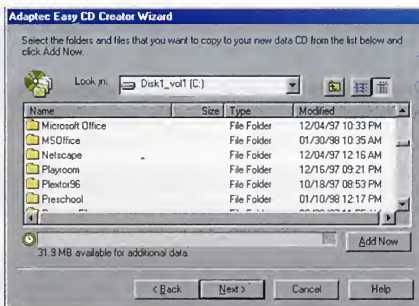 Adaptec Easy CD Creator Wizard
Select the folders and files that you want to copy to your new data CD from the list below and
click Add Now.
Look in: Disk1_vol1 (C:)
Name Size Type Modified
Microsoft Office File Folder 12/04/97 10:33 PM
MSOffice File Folder 01/30/98 10:35 AM
Netscape File Folder 12/04/97 12:16 AM
Playroom File Folder 12/16/97 09:21 PM
Plextor96 File Folder 10/18/97 08:53 PM
Preschool File Folder 01/10/98 12:17 PM
Add Now
31.9 MB available for additional data.
< Back Next > Cancel Help